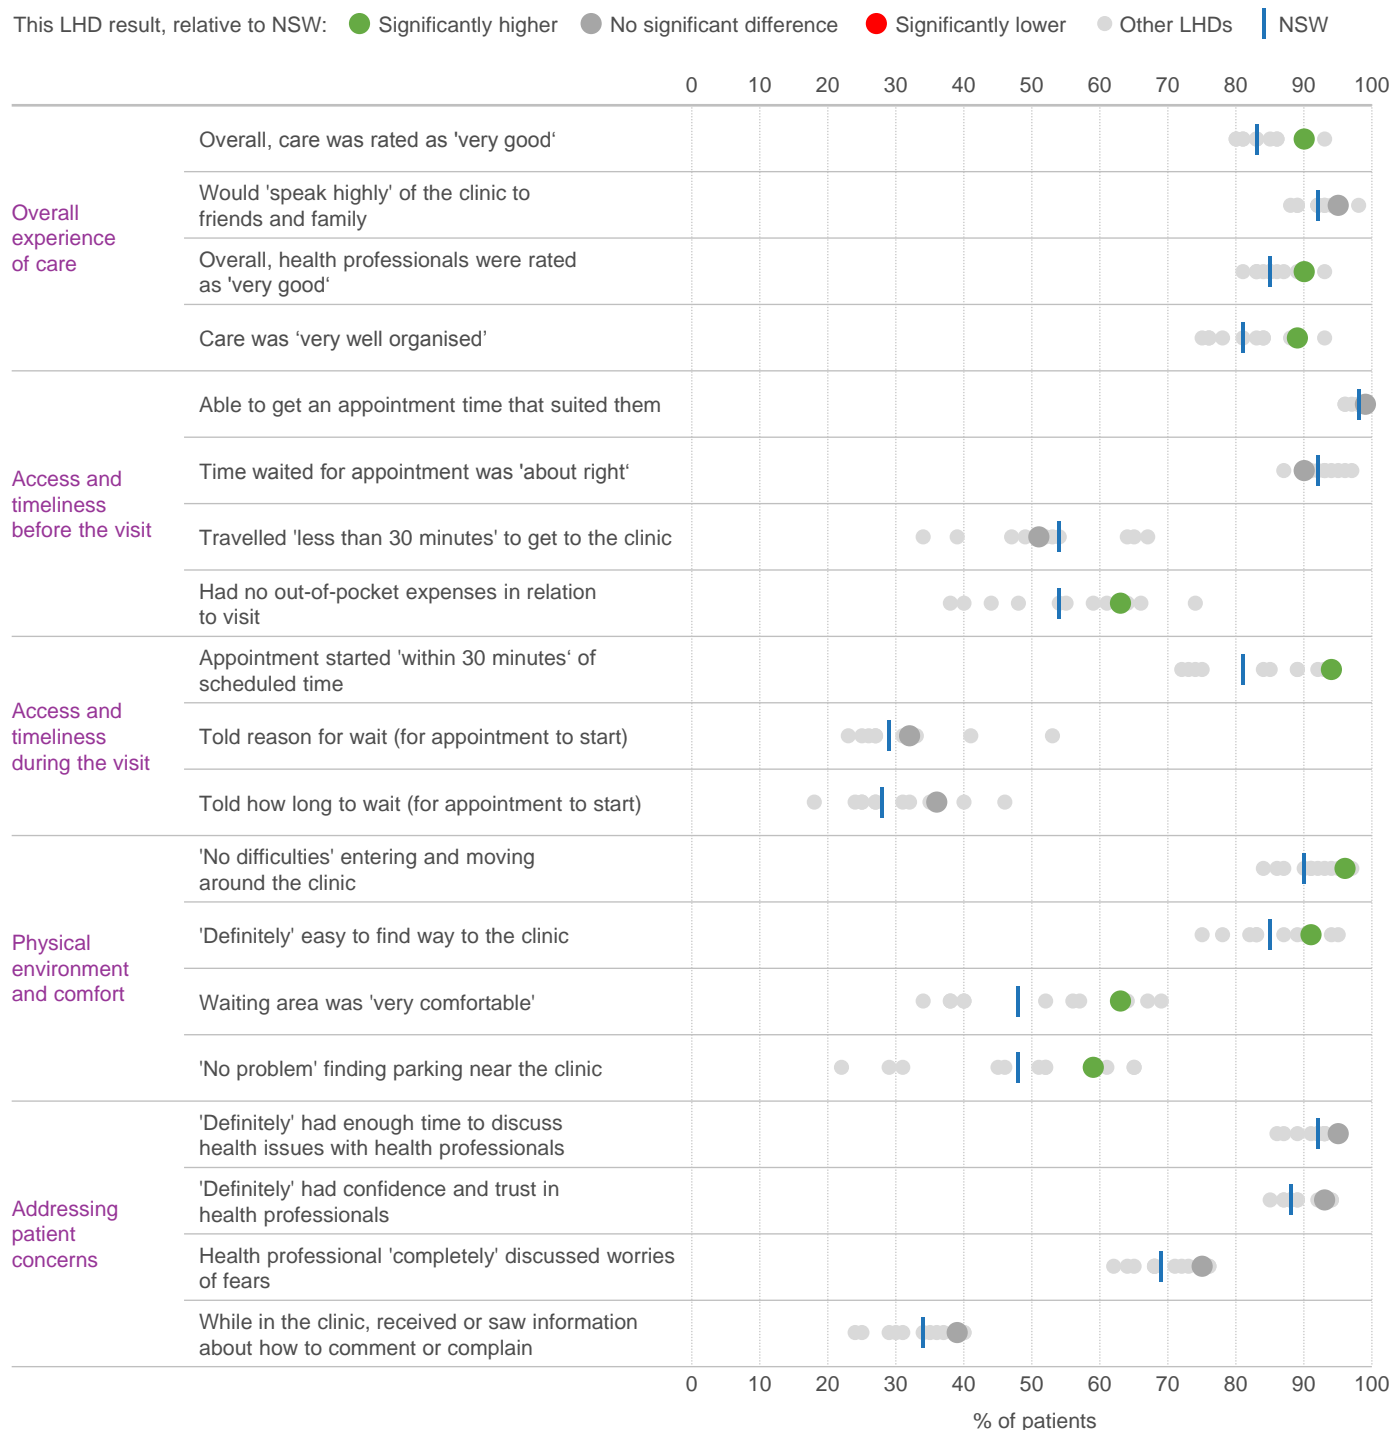 This LHD result, relative to NSW: Significantly higher No significant difference Significantly lower Other LHDs NSW
0 10 20 30 40 50 60 70 80 90 100
Overall
experience
of care
Overall, care was rated as 'very good‘
Would 'speak highly' of the clinic to
friends and family
Overall, health professionals were rated
as 'very good‘
Care was ‘very well organised’
Access and
timeliness
before the visit
Able to get an appointment time that suited them
Time waited for appointment was 'about right‘
Travelled 'less than 30 minutes' to get to the clinic
Had no out-of-pocket expenses in relation
to visit
Access and
timeliness
during the visit
Appointment started 'within 30 minutes‘ of
scheduled time
Told reason for wait (for appointment to start)
Told how long to wait (for appointment to start)
Physical
environment
and comfort
'No difficulties' entering and moving
around the clinic
'Definitely' easy to find way to the clinic
Waiting area was 'very comfortable'
'No problem' finding parking near the clinic
Addressing
patient
concerns
'Definitely' had enough time to discuss
health issues with health professionals
'Definitely' had confidence and trust in
health professionals
Health professional 'completely' discussed worries
of fears
While in the clinic, received or saw information
about how to comment or complain
0 10 20 30 40 50 60 70 80 90 100
% of patients